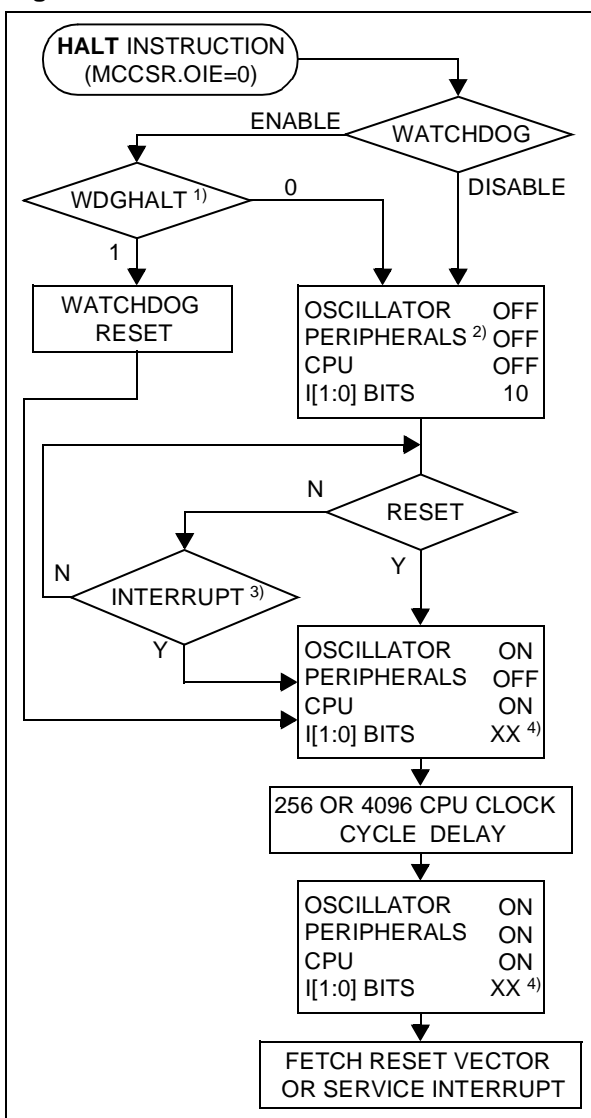 HALT INSTRUCTION
(MCCSR.OIE=0)
ENABLE
WATCHDOG
WDGHALT 1)
0
DISABLE
1
WATCHDOG
RESET
OSCILLATOR OFF
PERIPHERALS 2) OFF
CPU OFF
I[1:0] BITS 10
N
RESET
N
Y
INTERRUPT 3)
Y
OSCILLATOR ON
PERIPHERALS OFF
CPU ON
I[1:0] BITS XX 4)
256 OR 4096 CPU CLOCK
CYCLE DELAY
OSCILLATOR ON
PERIPHERALS ON
CPU ON
I[1:0] BITS XX 4)
FETCH RESET VECTOR
OR SERVICE INTERRUPT